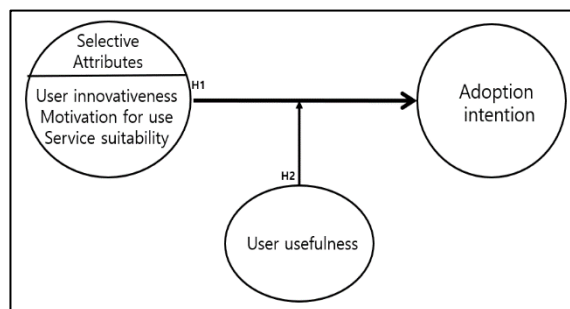 Selective
Attributes
H1
User innovativeness
Motivation for use
Service suitability
Adoption
intention
H2
User usefulness